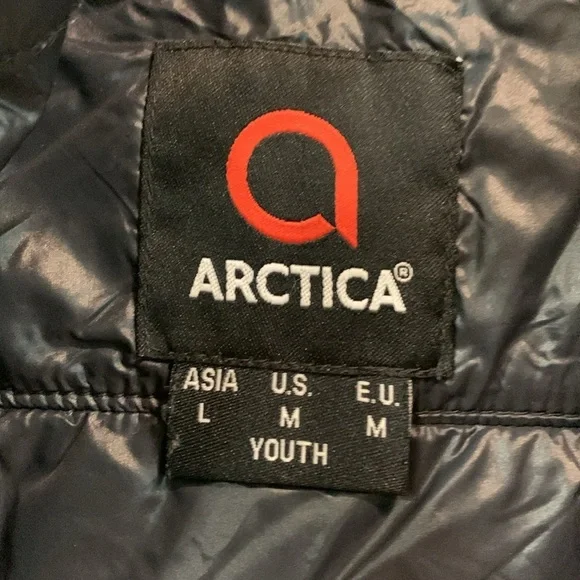 ARCTICA®
ASIA U.S. E.U.
L M M
YOUTH